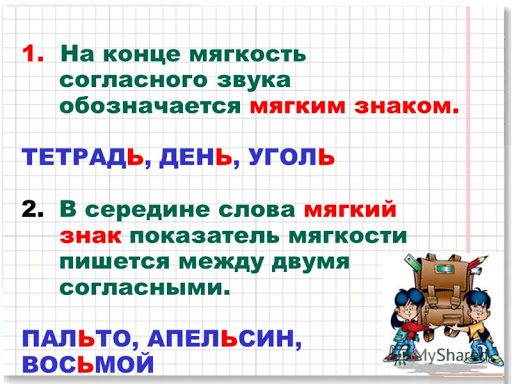 1. На конце мягкость
согласного звука
обозначается мягким знаком.
ТЕТРАДЬ, ДЕНЬ, УГОЛЬ
2. В середине слова мягкий
знак показатель мягкости
пишется между двумя
согласными.
ПАЛЬТО, АПЕЛЬСИН,
ВОСЬМОЙ
MyShared